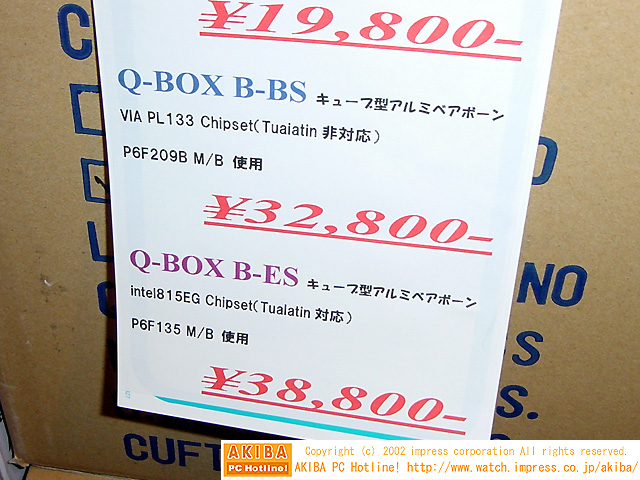 ¥19,800-
Q-BOX B-BS キューブ型アルミベアボーン
VIA PL133 Chipset(Tuaiatin 非対応)
P6F209B M/B 使用
¥32,800-
Q-BOX B-ES キューブ型アルミベアボーン
intel815EG Chipset(Tualatin 対応)
P6F135 M/B 使用
¥38,800-
NO
S
S.
CUFT
AKIBA
PC Hotline!
Copyright (c) 2002 impress corporation All rights reserved.
AKIBA PC Hotline! http://www.watch.impress.co.jp/akiba/